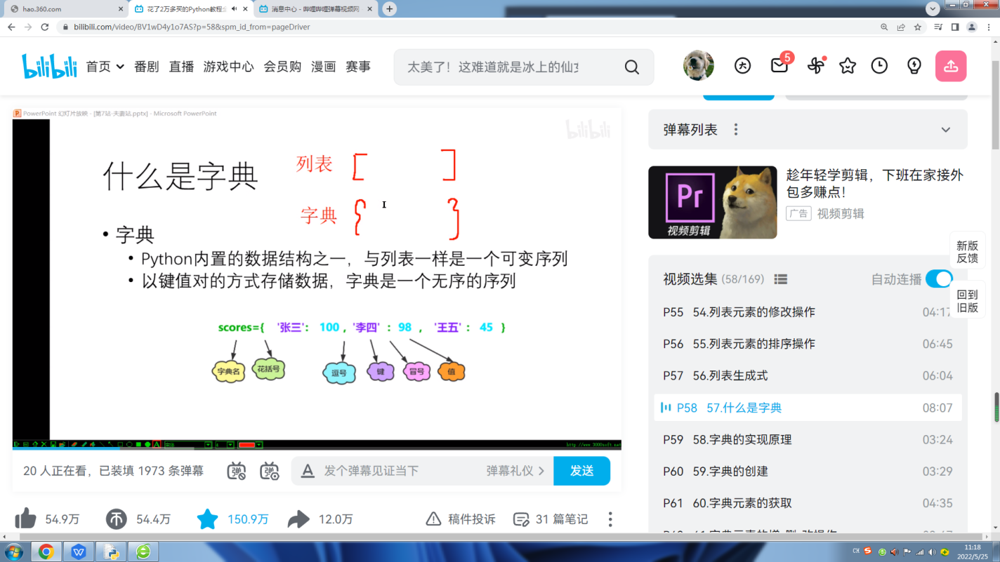 hao.360.com
花了2万多买的Python教程全
消息中心 - 哔哩哔哩弹幕视频网
bilibili.com/video/BV1wD4y1o7AS?p=58&spm_id_from=pageDriver
bilibili 首页 番剧 直播 游戏中心 会员购 漫画 赛事
太美了！这难道就是冰上的仙女
大 5
PowerPoint 幻灯片放映 - [第7站-夫妻站.pptx] - Microsoft PowerPoint
bilibili
什么是字典
列表 [ ]
字典 { }
• 字典
• Python内置的数据结构之一，与列表一样是一个可变序列
• 以键值对的方式存储数据，字典是一个无序的序列
scores={ '张三': 100 , '李四' : 98 , '王五' : 45 }
字典名 花括号 逗号 键 冒号 值
20 人正在看，已装填 1973 条弹幕
弹 弹 A 发个弹幕见证当下 弹幕礼仪 > 发送
54.9万 54.4万 150.9万 12.0万 稿件投诉 31 篇笔记
弹幕列表
Pr
视频剪辑
趁年轻学剪辑，下班在家接外
包多赚点！
广告 视频剪辑
新版
反馈
回到
旧版
视频选集 (58/169) 自动连播
P55 54.列表元素的修改操作 04:17
P56 55.列表元素的排序操作 06:45
P57 56.列表生成式 06:04
P58 57.什么是字典 08:07
P59 58.字典的实现原理 03:24
P60 59.字典的创建 03:29
P61 60.字典元素的获取 04:35
CH
11:18
2022/5/25